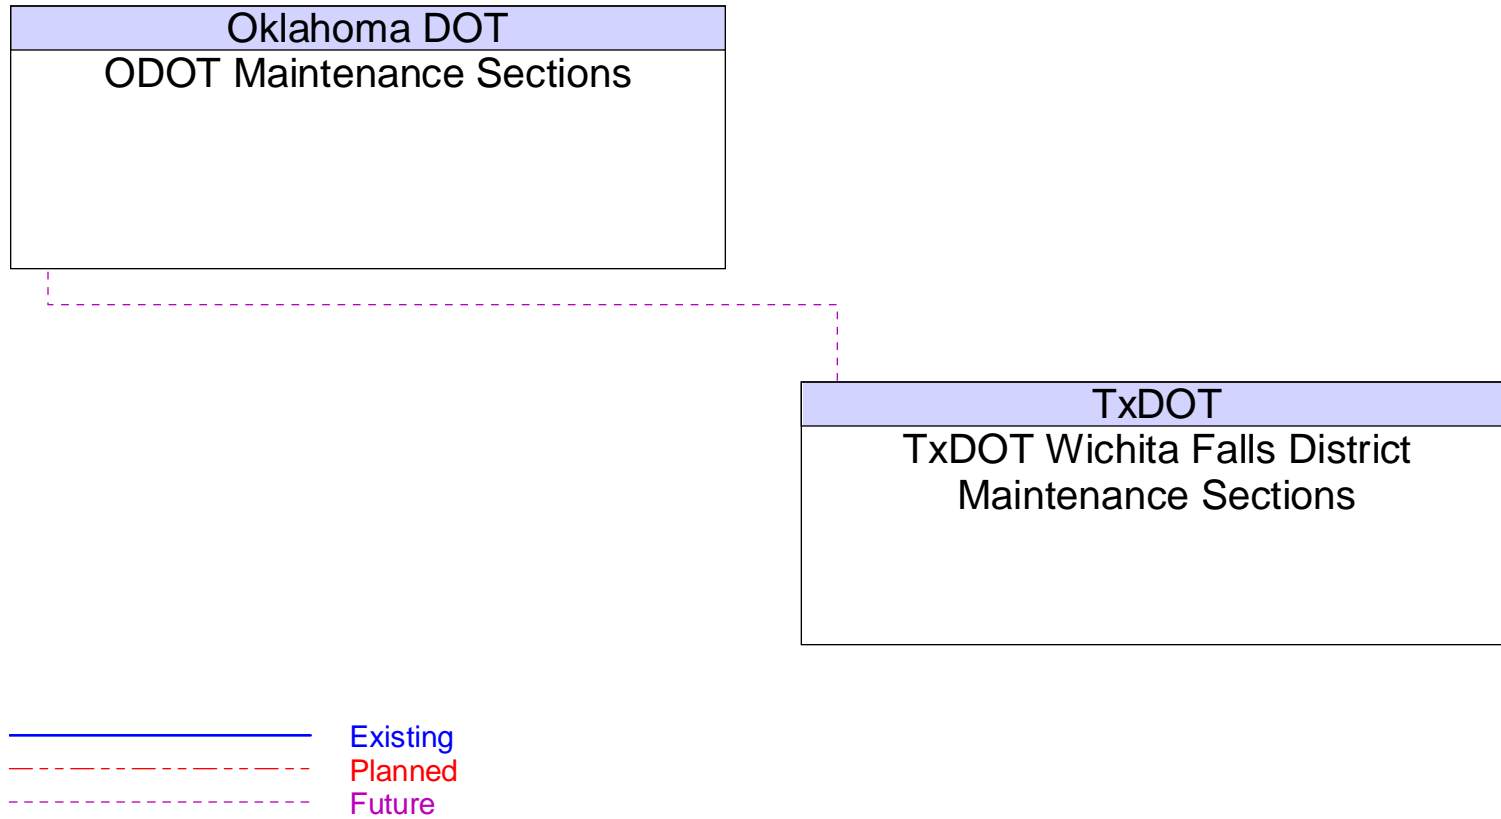 Oklahoma DOT
ODOT Maintenance Sections
TxDOT
TxDOT Wichita Falls District
Maintenance Sections
Existing
Planned
Future